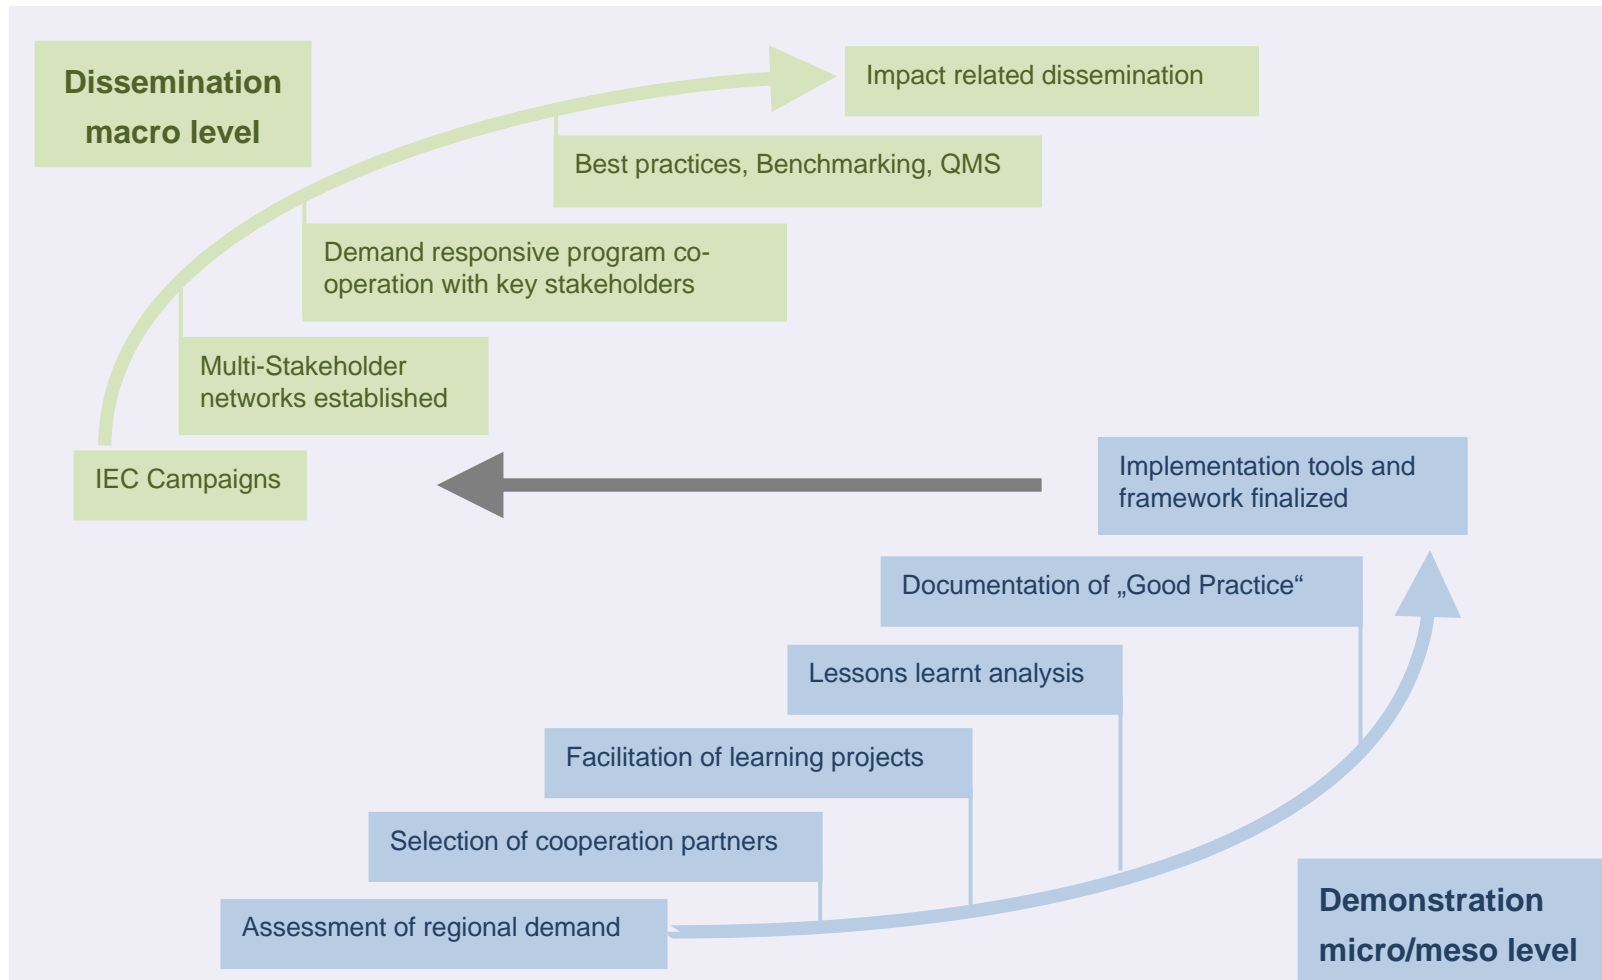 Dissemination
macro level
Impact related dissemination
Best practices, Benchmarking, QMS
Demand responsive program co-
operation with key stakeholders
Multi-Stakeholder
networks established
IEC Campaigns
Implementation tools and
framework finalized
Documentation of „Good Practice“
Lessons learnt analysis
Facilitation of learning projects
Selection of cooperation partners
Assessment of regional demand
Demonstration
micro/meso level